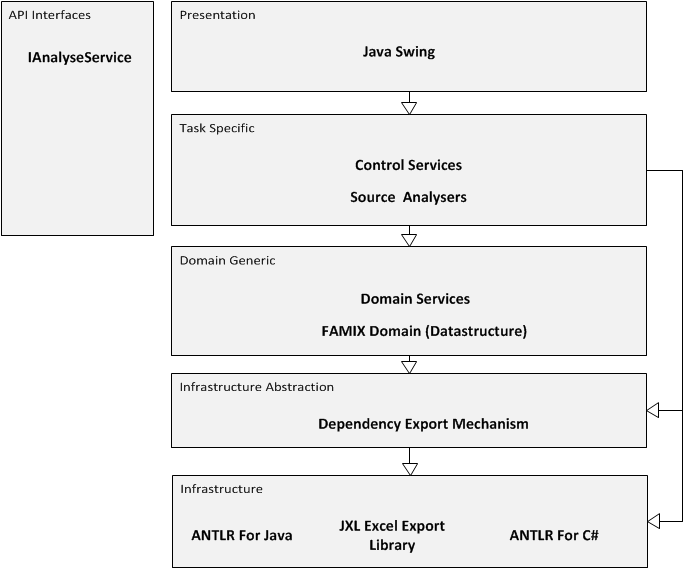 API Interfaces
IAnalyseService
Presentation
Java Swing
Task Specific
Control Services
Source Analysers
Domain Generic
Domain Services
FAMIX Domain (Datastructure)
Infrastructure Abstraction
Dependency Export Mechanism
Infrastructure
ANTLR For Java
JXL Excel Export
Library
ANTLR For C#